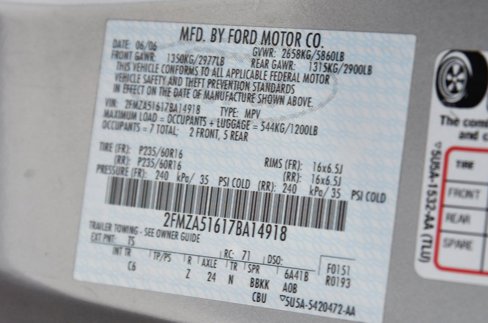 MFD. BY FORD MOTOR CO.
DATE: 06/06 GVWR: 2658KG/5860LB
FRONT GAWR: 1350KG/2977LB REAR GAWR: 1315KG/2900LB
THIS VEHICLE CONFORMS TO ALL APPLICABLE FEDERAL MOTOR
VEHICLE SAFETY AND THEFT PREVENTION STANDARDS
IN EFFECT ON THE DATE OF MANUFACTURE SHOWN ABOVE.
VIN: 2FMZA51617BA14918 TYPE: MPV
MAXIMUM LOAD = OCCUPANTS + LUGGAGE = 544KG/1200LB
OCCUPANTS = 7 TOTAL: 2 FRONT, 5 REAR
TIRE (FR): P235/60R16 RIMS (FR): 16x6.5J
(RR): P235/60R16 (RR): 16x6.5J
PRESSURE (FR): 240 kPa/ 35 PSI COLD (RR): 240 kPa/ 35 PSI COLD
2FMZA51617BA14918
TRAILER TOWING - SEE OWNER GUIDE
EXT PNT: TS RC: 71 DSO: F0151
INT TR TP/PS R AXLE TR SPR 6A41B R0193
C6 Z 24 N BBKK AOB
CBU 5U5A-5420472-AA
The com
and c
TIRE
FRONT
REAR
SPARE
5U5A-1532-AA (TLU)